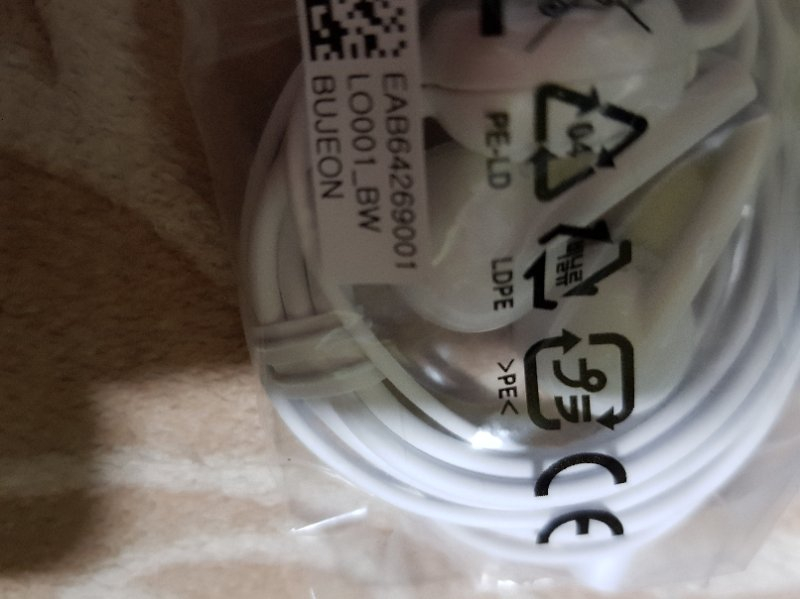 EAB64269001
LO001_BW
BUJEON
04
PE-LD
비닐류
LDPE
プラ
>PE<
CE